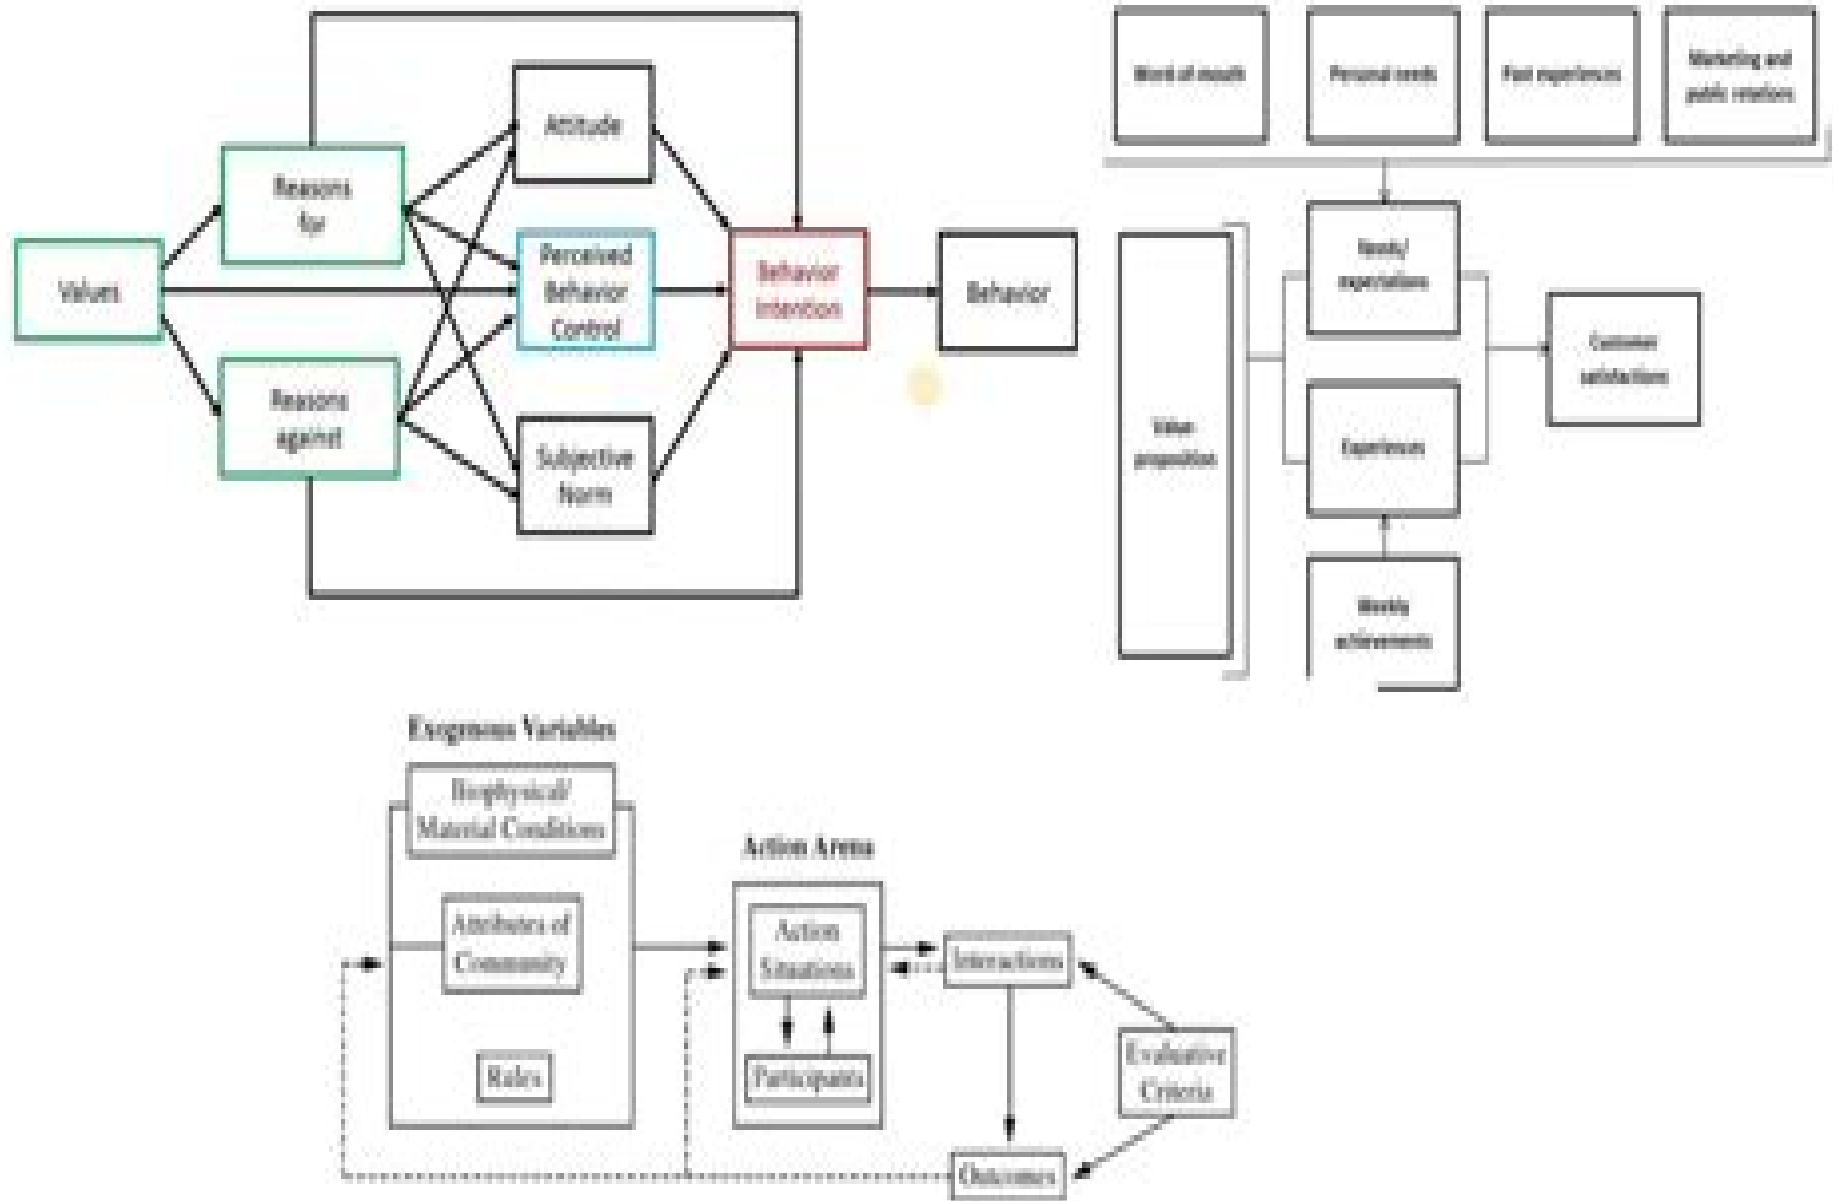 Values
Reasons
for
Reasons
against
Attitude
Perceived
Behavior
Control
Subjective
Norm
Behavior
Intention
Behavior
Word of mouth
Personal needs
Past experiences
Marketing and
public relations
Needs/
expectations
Value
proposition
Experiences
Customer
satisfactions
Weekly
achievements
Exogenous Variables
Biophysical/
Material Conditions
Attributes of
Community
Rules
Action Arena
Action
Situations
Participants
Interactions
Outcomes
Evaluative
Criteria